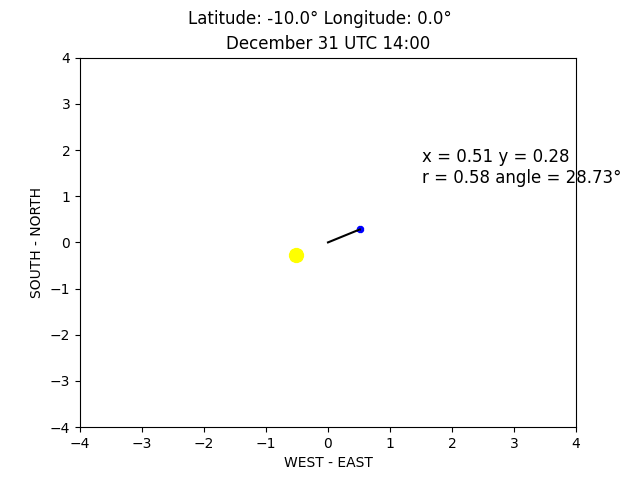 Latitude: -10.0° Longitude: 0.0°
December 31 UTC 14:00
4
3
2
1
0
−1
−2
−3
−4
SOUTH - NORTH
x = 0.51 y = 0.28
r = 0.58 angle = 28.73°
−4 −3 −2 −1 0 1 2 3 4
WEST - EAST